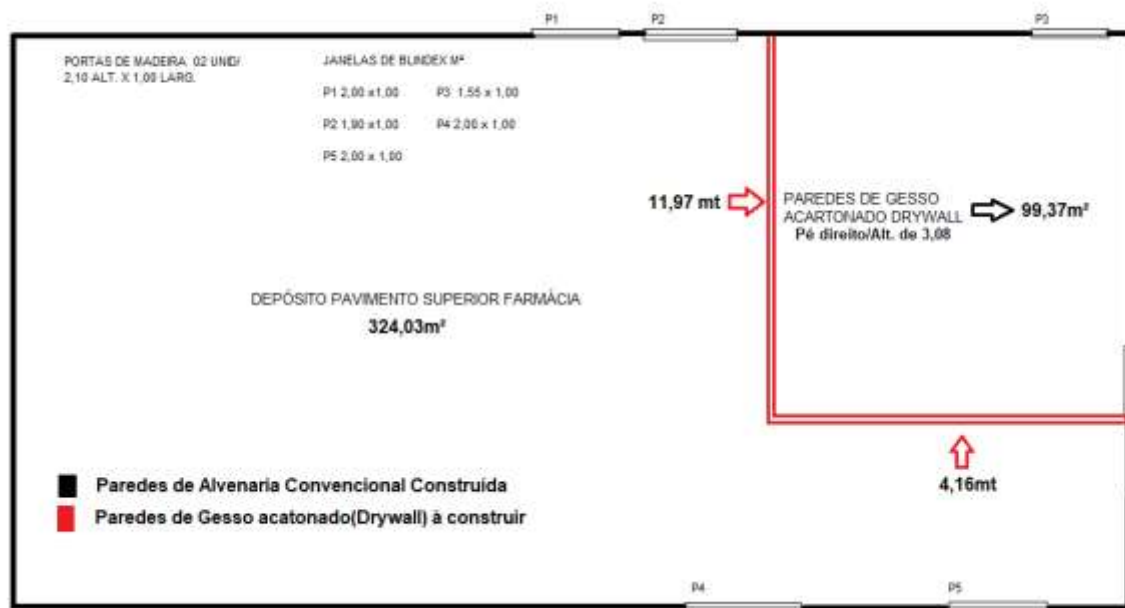 P1
P2
P3
PORTAS DE MADEIRA 02 UNID/
2,10 ALT. X 1,00 LARG.
JANELAS DE BLINDEX M²
P1 2,00 x1,00
P3 1,55 x 1,00
P2 1,90 x1,00
P4 2,00 x 1,00
P5 2,00 x 1,00
11,97 mt
PAREDES DE GESSO
ACARTONADO DRYWALL
Pé direito/Alt. de 3,08
99,37m²
DEPÓSITO PAVIMENTO SUPERIOR FARMÁCIA
324,03m²
4,16mt
Paredes de Alvenaria Convencional Construída
Paredes de Gesso acatonado(Drywall) à construir
P4
P5